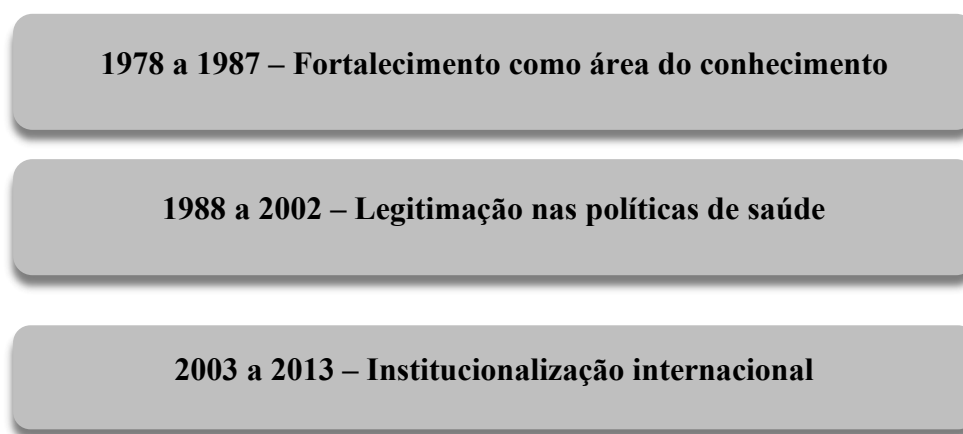 1978 a 1987 – Fortalecimento como área do conhecimento
1988 a 2002 – Legitimação nas políticas de saúde
2003 a 2013 – Institucionalização internacional